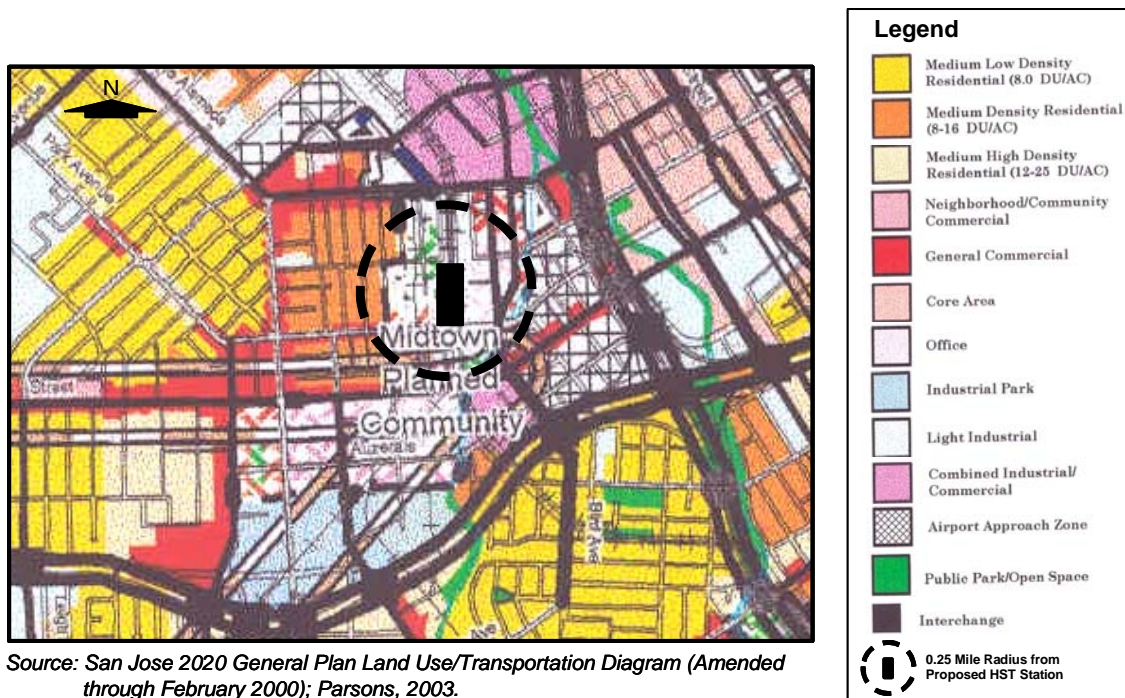 Legend
Medium Low Density
Residential (8.0 DU/AC)
Medium Density Residential
(8-16 DU/AC)
Medium High Density
Residential (12-25 DU/AC)
Neighborhood/Community
Commercial
General Commercial
Core Area
Office
Industrial Park
Light Industrial
Combined Industrial/
Commercial
Airport Approach Zone
Public Park/Open Space
Interchange
0.25 Mile Radius from
Proposed HST Station
N
Alameda
Park Avenue
Street
Midtown
Planned
Community
Auzerais
Bird Ave
Ave
Source: San Jose 2020 General Plan Land Use/Transportation Diagram (Amended
through February 2000); Parsons, 2003.